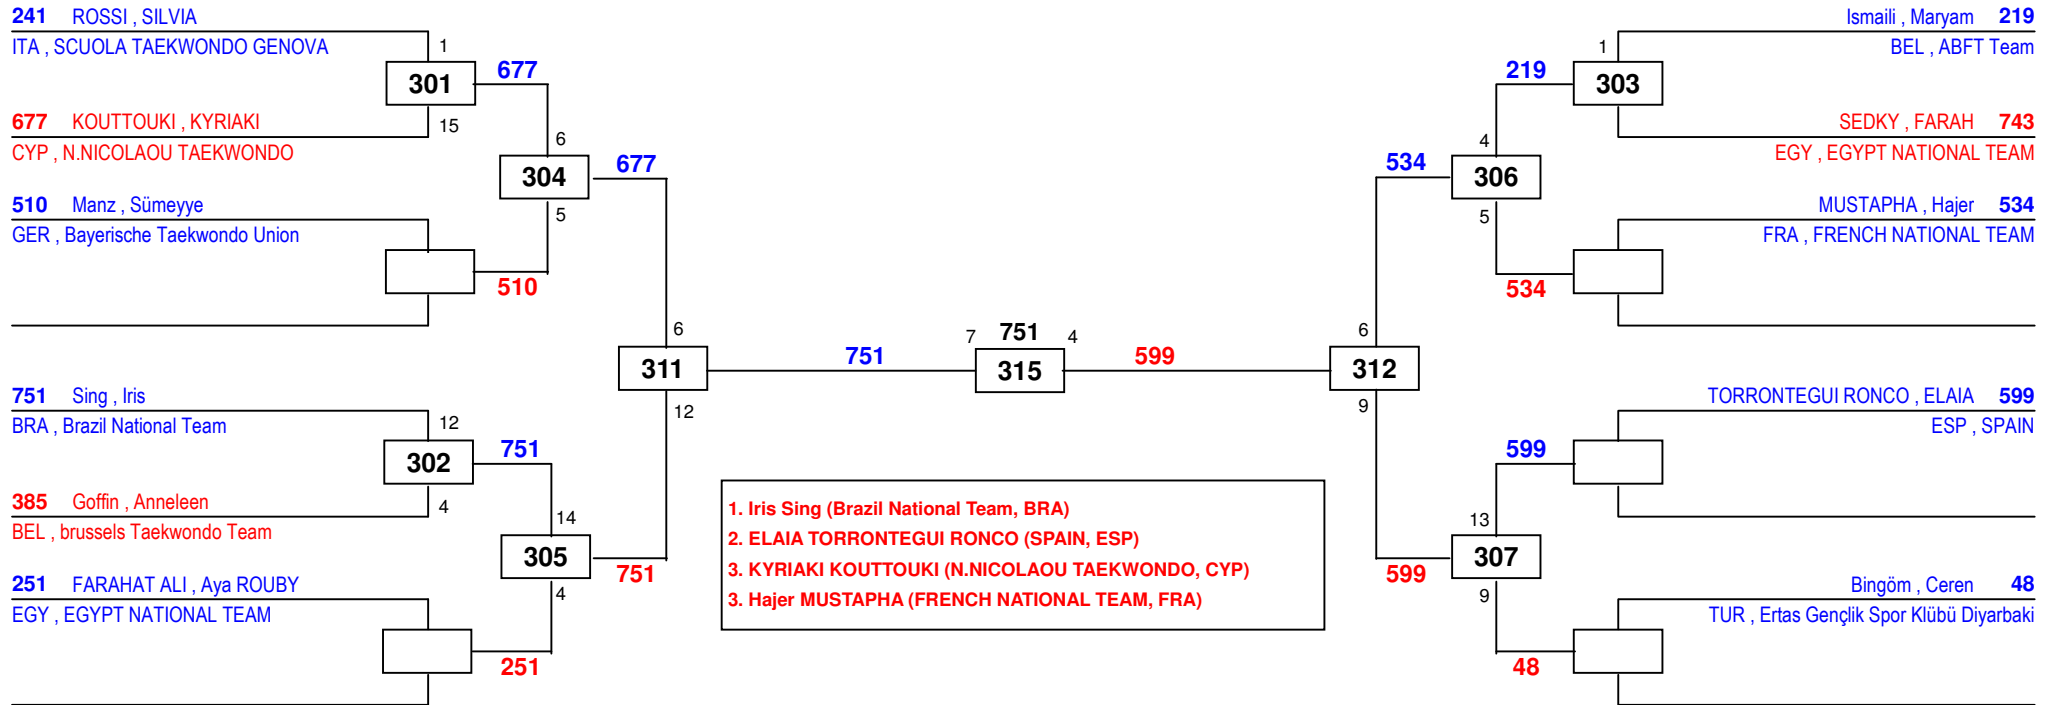 241 ROSSI , SILVIA
ITA , SCUOLA TAEKWONDO GENOVA
1
301
677
677 KOUTTOUKI , KYRIAKI
15
CYP , N.NICOLAOU TAEKWONDO
6
304
677
510 Manz , Sümeyye
5
GER , Bayerische Taekwondo Union
510
6
311
751
12
751 Sing , Iris
BRA , Brazil National Team
12
302
751
385 Goffin , Anneleen
4
BEL , brussels Taekwondo Team
14
305
751
251 FARAHAT ALI , Aya ROUBY
4
EGY , EGYPT NATIONAL TEAM
251
7 751 4
315
599
1. Iris Sing (Brazil National Team, BRA)
2. ELAIA TORRONTEGUI RONCO (SPAIN, ESP)
3. KYRIAKI KOUTTOUKI (N.NICOLAOU TAEKWONDO, CYP)
3. Hajer MUSTAPHA (FRENCH NATIONAL TEAM, FRA)
Ismaili , Maryam 219
BEL , ABFT Team
1
219
303
SEDKY , FARAH 743
EGY , EGYPT NATIONAL TEAM
4
534
306
MUSTAPHA , Hajer 534
5
FRA , FRENCH NATIONAL TEAM
534
6
312
9
TORRONTEGUI RONCO , ELAIA 599
ESP , SPAIN
599
13
307
599
Bingöm , Ceren 48
9
TUR , Ertas Gençlik Spor Klübü Diyarbaki
48